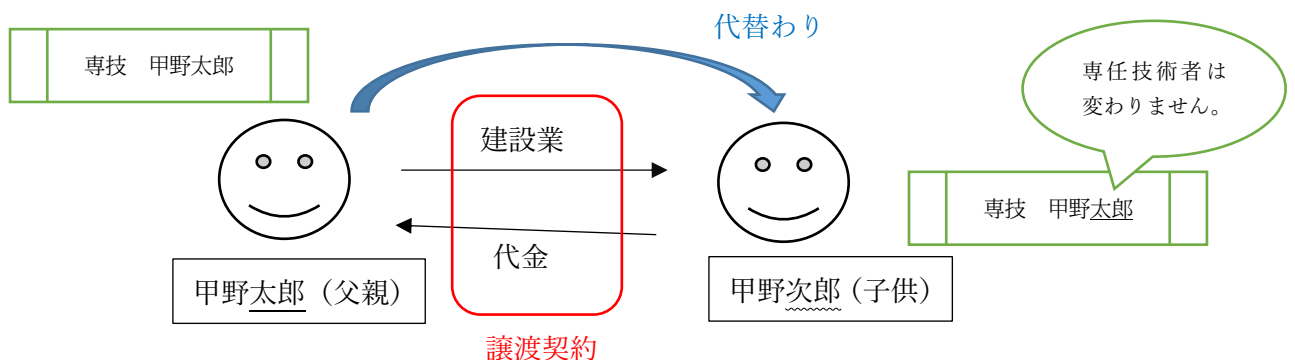 代替わり
専技 甲野太郎
専任技術者は
変わりません。
建設業
専技 甲野太郎
代金
甲野太郎(父親)
甲野次郎(子供)
譲渡契約